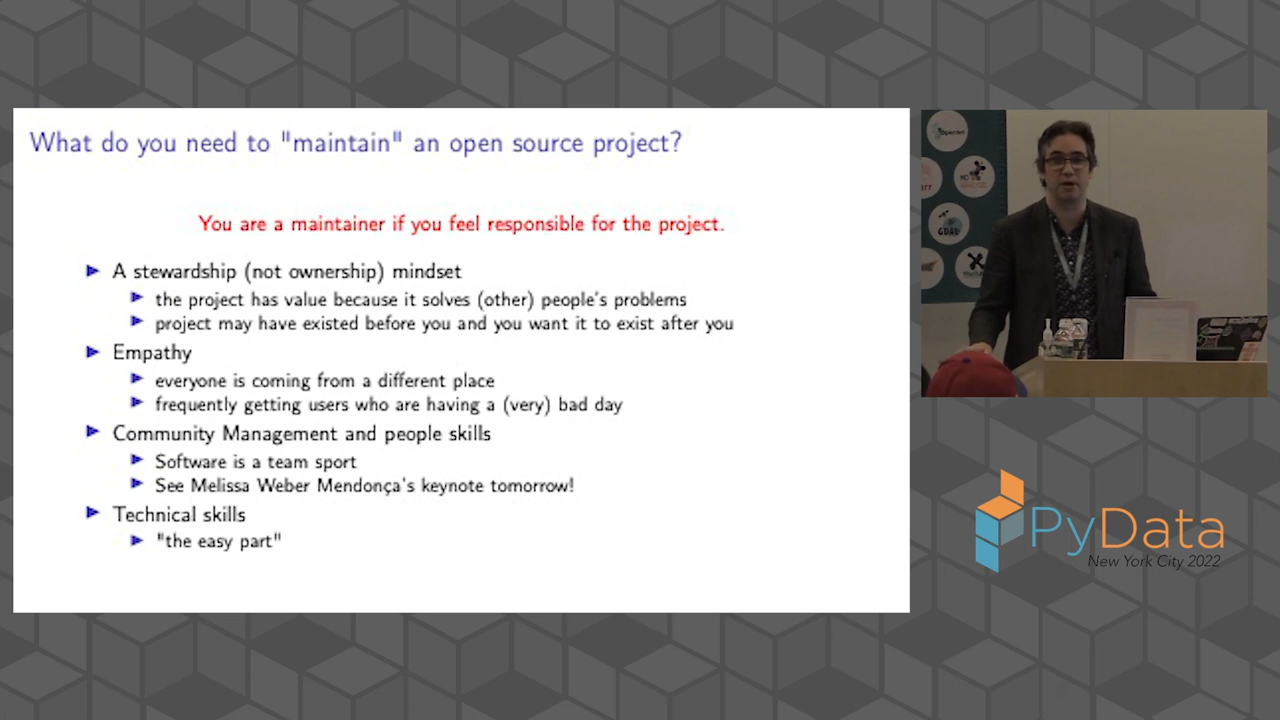 What do you need to "maintain" an open source project?
You are a maintainer if you feel responsible for the project.
A stewardship (not ownership) mindset
the project has value because it solves (other) people's problems
project may have existed before you and you want it to exist after you
Empathy
everyone is coming from a different place
frequently getting users who are having a (very) bad day
Community Management and people skills
Software is a team sport
See Melissa Weber Mendonça's keynote tomorrow!
Technical skills
"the easy part"
GDAL
PyData
New York City 2022